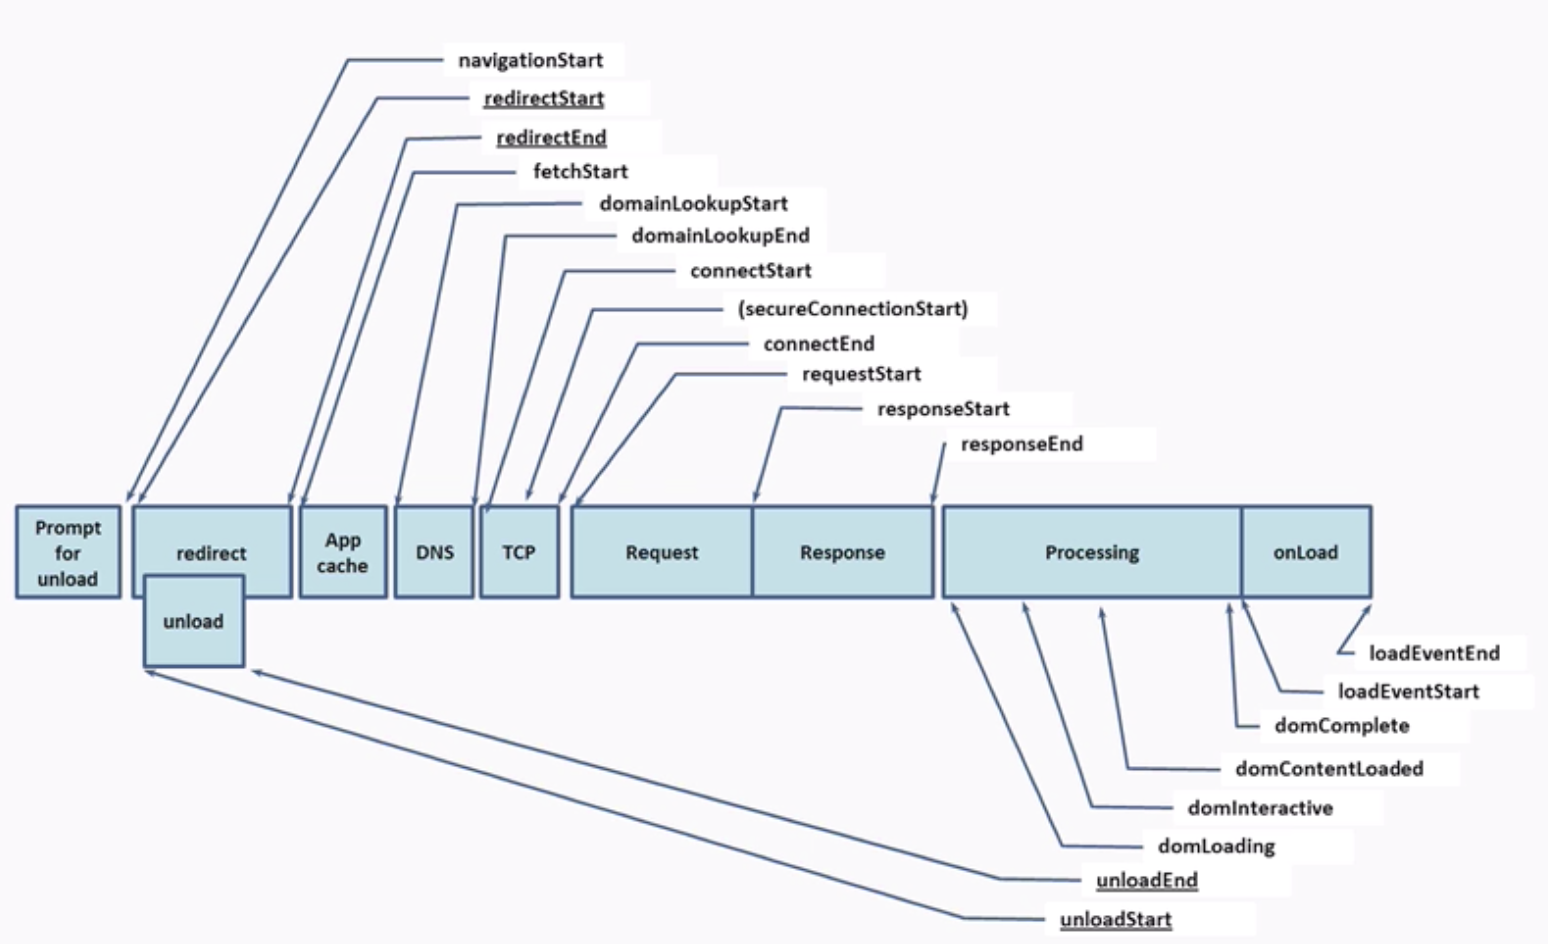 navigationStart
redirectStart
redirectEnd
fetchStart
domainLookupStart
domainLookupEnd
connectStart
(secureConnectionStart)
connectEnd
requestStart
responseStart
responseEnd
Prompt
for
unload
redirect
unload
App
cache
DNS
TCP
Request
Response
Processing
onLoad
loadEventEnd
loadEventStart
domComplete
domContentLoaded
domInteractive
domLoading
unloadEnd
unloadStart